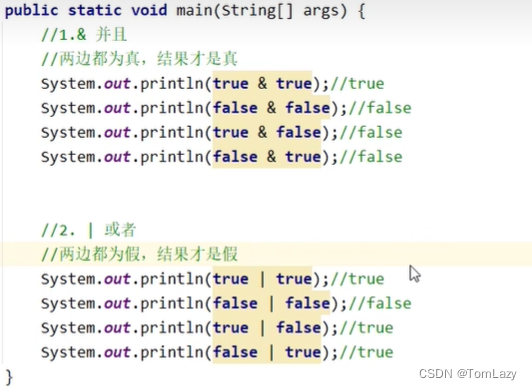 public static void main(String[] args) {
//1.& 并且
//两边都为真，结果才是真
System.out.println(true & true);//true
System.out.println(false & false);//false
System.out.println(true & false);//false
System.out.println(false & true);//false
//2. | 或者
//两边都为假，结果才是假
System.out.println(true | true);//true
System.out.println(false | false);//false
System.out.println(true | false);//true
System.out.println(false | true);//true
}
CSDN @TomLazy